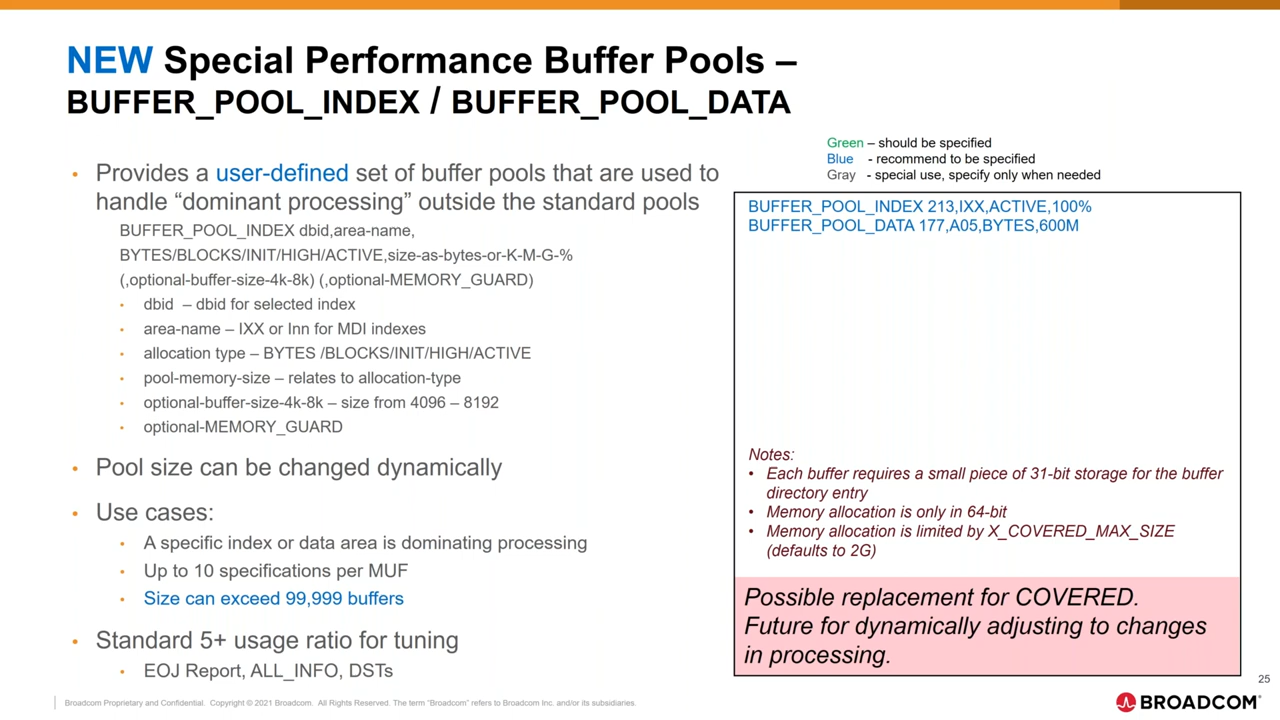 NEW Special Performance Buffer Pools –
BUFFER_POOL_INDEX / BUFFER_POOL_DATA
Green – should be specified
Blue - recommend to be specified
Gray - special use, specify only when needed
• Provides a user-defined set of buffer pools that are used to
handle “dominant processing” outside the standard pools
BUFFER_POOL_INDEX dbid,area-name,
BYTES/BLOCKS/INIT/HIGH/ACTIVE,size-as-bytes-or-K-M-G-%
(,optional-buffer-size-4k-8k) (,optional-MEMORY_GUARD)
• dbid – dbid for selected index
• area-name – IXX or Inn for MDI indexes
• allocation type – BYTES /BLOCKS/INIT/HIGH/ACTIVE
• pool-memory-size – relates to allocation-type
• optional-buffer-size-4k-8k – size from 4096 – 8192
• optional-MEMORY_GUARD
• Pool size can be changed dynamically
• Use cases:
• A specific index or data area is dominating processing
• Up to 10 specifications per MUF
• Size can exceed 99,999 buffers
• Standard 5+ usage ratio for tuning
• EOJ Report, ALL_INFO, DSTs
BUFFER_POOL_INDEX 213,IXX,ACTIVE,100%
BUFFER_POOL_DATA 177,A05,BYTES,600M
Notes:
• Each buffer requires a small piece of 31-bit storage for the buffer
directory entry
• Memory allocation is only in 64-bit
• Memory allocation is limited by X_COVERED_MAX_SIZE
(defaults to 2G)
Possible replacement for COVERED.
Future for dynamically adjusting to changes
in processing.
25
Broadcom Proprietary and Confidential. Copyright © 2021 Broadcom. All Rights Reserved. The term “Broadcom” refers to Broadcom Inc. and/or its subsidiaries.
BROADCOM®